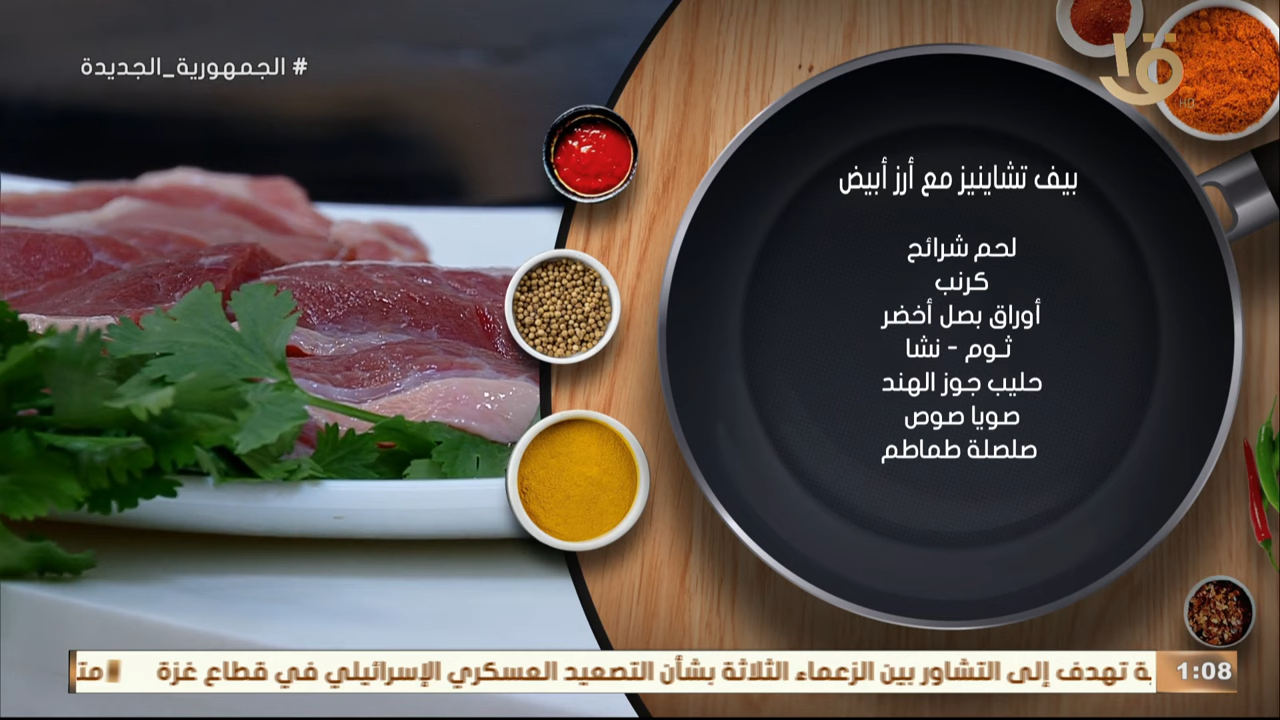 # الجمهورية_الجديدة
HD
بيف تشاينيز مع أرز أبيض
لحم شرائح
كرنب
أوراق بصل أخضر
ثوم - نشا
حليب جوز الهند
صويا صوص
صلصلة طماطم
1:08
تهدف إلى التشاور بين الزعماء الثلاثة بشأن التصعيد العسكري الإسرائيلي في قطاع غزة